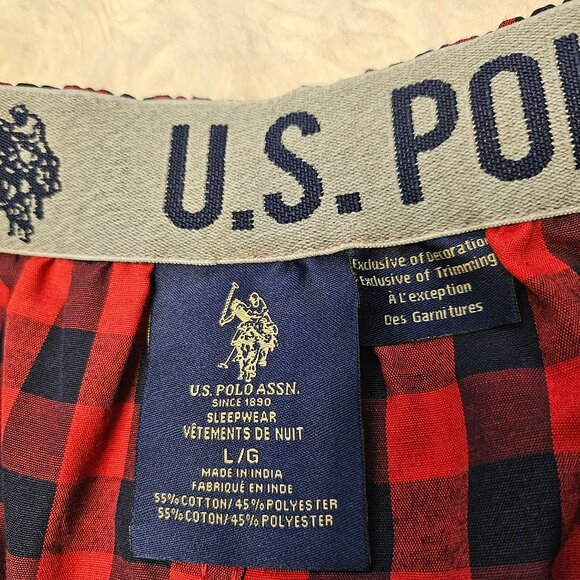 U.S. POL
Exclusive of Decoration
Exclusive of Trimming
À L'exception
Des Garnitures
U.S. POLO ASSN.
SINCE 1890
SLEEPWEAR
VÊTEMENTS DE NUIT
L/G
MADE IN INDIA
FABRIQUÉ EN INDE
55% COTTON/45% POLYESTER
55% COTON/45% POLYESTER